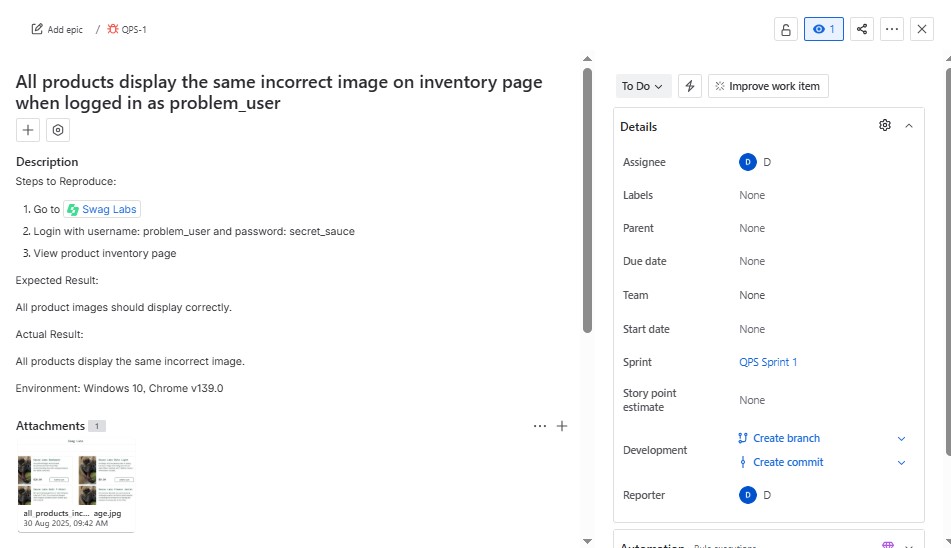 Add epic / QPS-1
1
All products display the same incorrect image on inventory page
when logged in as problem_user
Description
Steps to Reproduce:
1. Go to Swag Labs
2. Login with username: problem_user and password: secret_sauce
3. View product inventory page
Expected Result:
All product images should display correctly.
Actual Result:
All products display the same incorrect image.
Environment: Windows 10, Chrome v139.0
Attachments 1
Swag Labs
all_products_inc... age.jpg
30 Aug 2025, 09:42 AM
To Do
Improve work item
Details
Assignee D D
Labels None
Parent None
Due date None
Team None
Start date None
Sprint QPS Sprint 1
Story point
estimate
None
Development
Create branch
Create commit
Reporter D D
Automation Rule executions